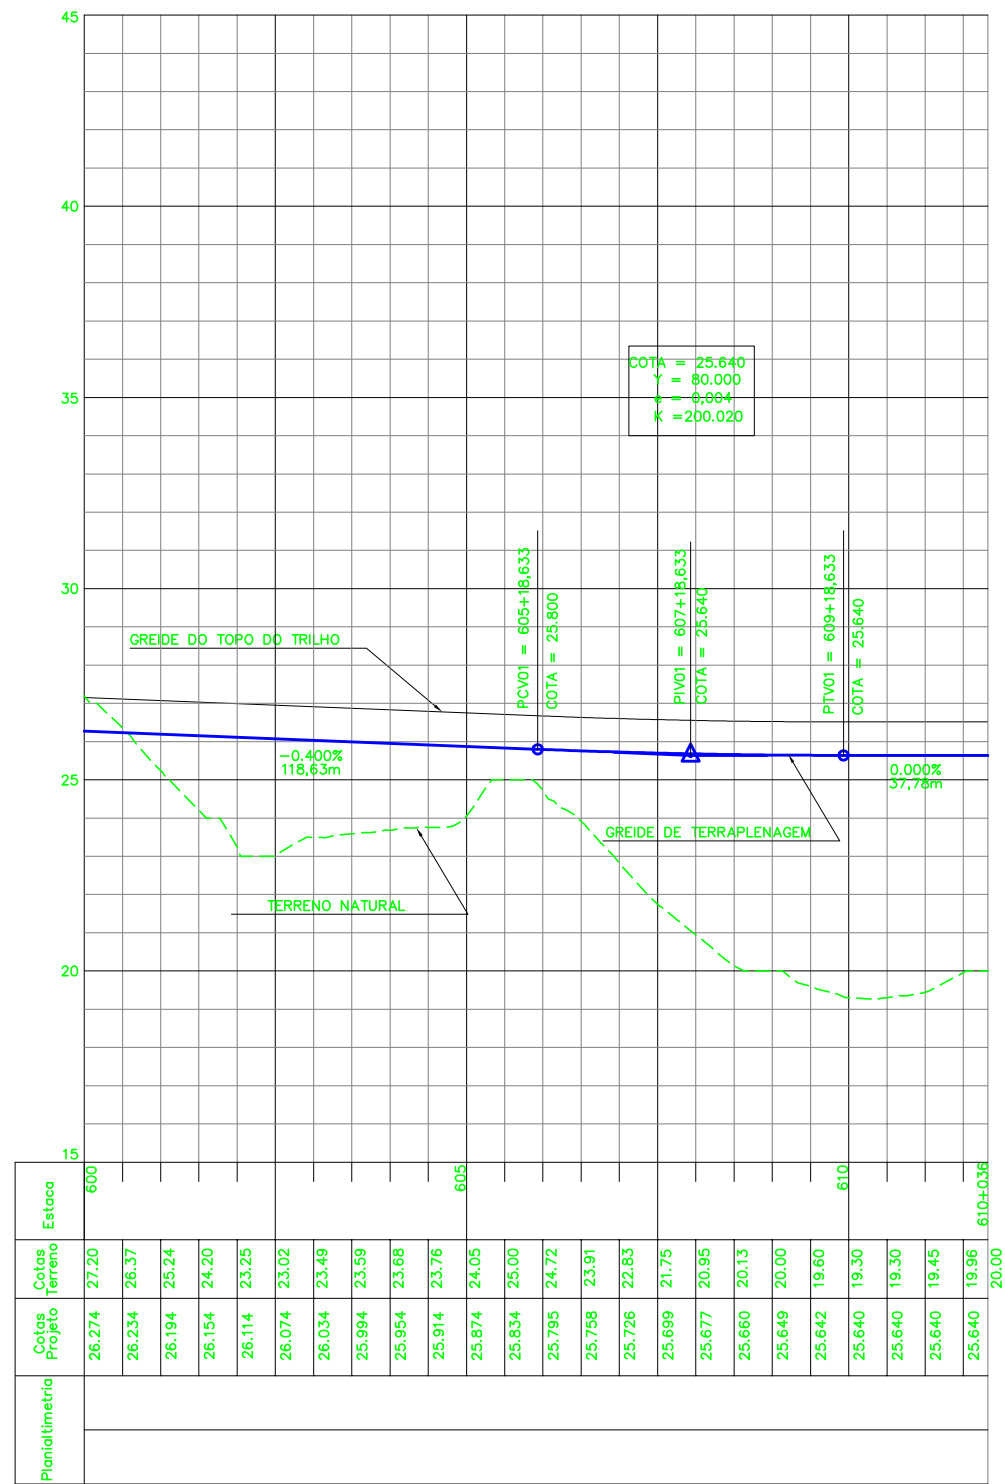 45
40
35
30
25
20
15
COTA = 25.640
Y = 80.000
e = 0,004
K =200.020
PCV01 = 605+18,633
COTA = 25.800
PIV01 = 607+18,633
COTA = 25.640
PTV01 = 609+18,633
COTA = 25.640
GREIDE DO TOPO DO TRILHO
-0.400%
118,63m
0.000%
37,78m
GREIDE DE TERRAPLENAGEM
TERRENO NATURAL
Estaca
600
605
610
610+036
Cotas
Terreno
27.20
26.37
25.24
24.20
23.25
23.02
23.49
23.59
23.68
23.76
24.05
25.00
24.72
23.91
22.83
21.75
20.95
20.13
20.00
19.60
19.30
19.30
19.45
19.96
20.00
Cotas
Projeto
26.274
26.234
26.194
26.154
26.114
26.074
26.034
25.994
25.954
25.914
25.874
25.834
25.795
25.758
25.726
25.699
25.677
25.660
25.649
25.642
25.640
25.640
25.640
25.640
Planialtimetria